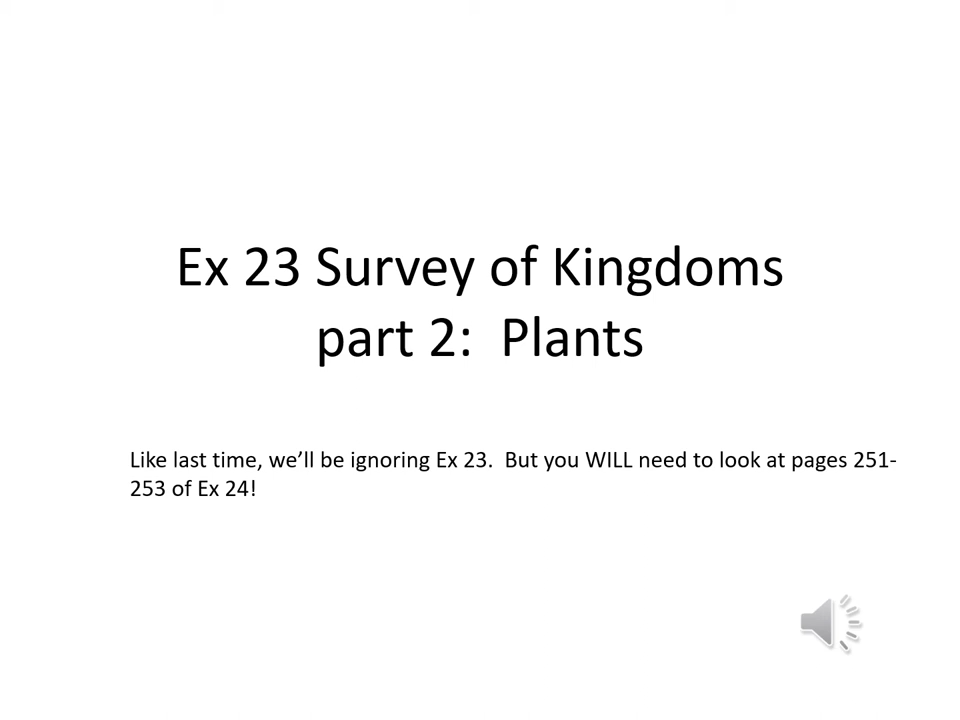 Ex 23 Survey of Kingdoms
part 2:  Plants
Like last time, we’ll be ignoring Ex 23.  But you WILL need to look at pages 251-
253 of Ex 24!